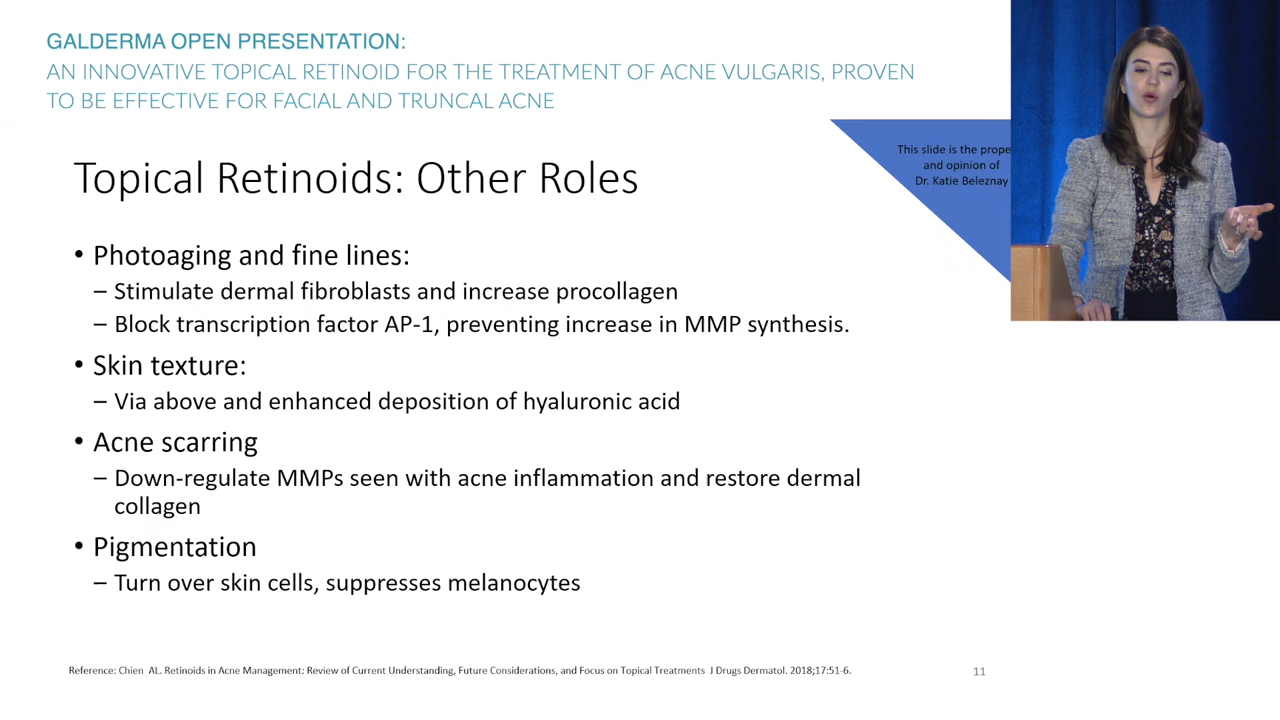 GALDERMA OPEN PRESENTATION:
AN INNOVATIVE TOPICAL RETINOID FOR THE TREATMENT OF ACNE VULGARIS, PROVEN
TO BE EFFECTIVE FOR FACIAL AND TRUNCAL ACNE
This slide is the prope
and opinion of
Dr. Katie Beleznay
Topical Retinoids: Other Roles
• Photoaging and fine lines:
– Stimulate dermal fibroblasts and increase procollagen
– Block transcription factor AP-1, preventing increase in MMP synthesis.
• Skin texture:
– Via above and enhanced deposition of hyaluronic acid
• Acne scarring
– Down-regulate MMPs seen with acne inflammation and restore dermal
collagen
• Pigmentation
– Turn over skin cells, suppresses melanocytes
Reference: Chien AL. Retinoids in Acne Management: Review of Current Understanding, Future Considerations, and Focus on Topical Treatments J Drugs Dermatol. 2018;17:51-6.
11